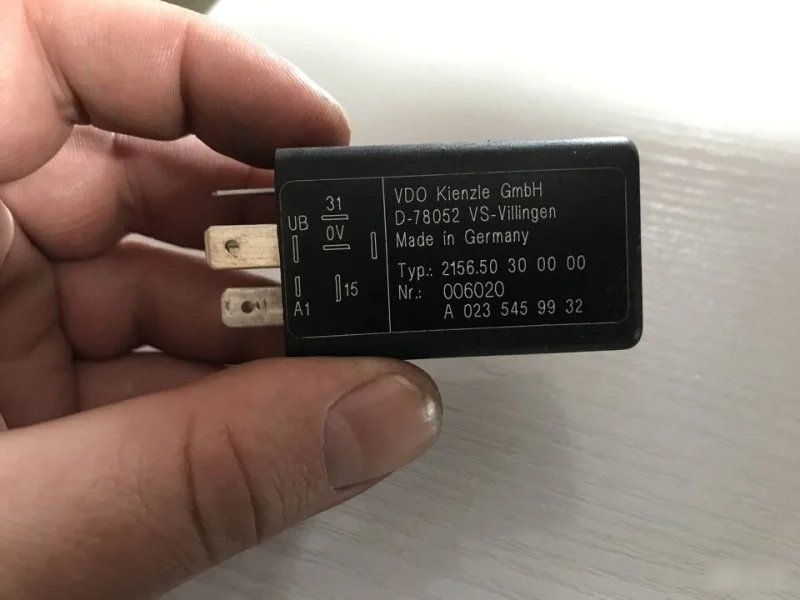 31
UB
0V
15
A1
VDO Kienzle GmbH
D-78052 VS-Villingen
Made in Germany
Typ.: 2156.50 30 00 00
Nr.: 006020
A 023 545 99 32